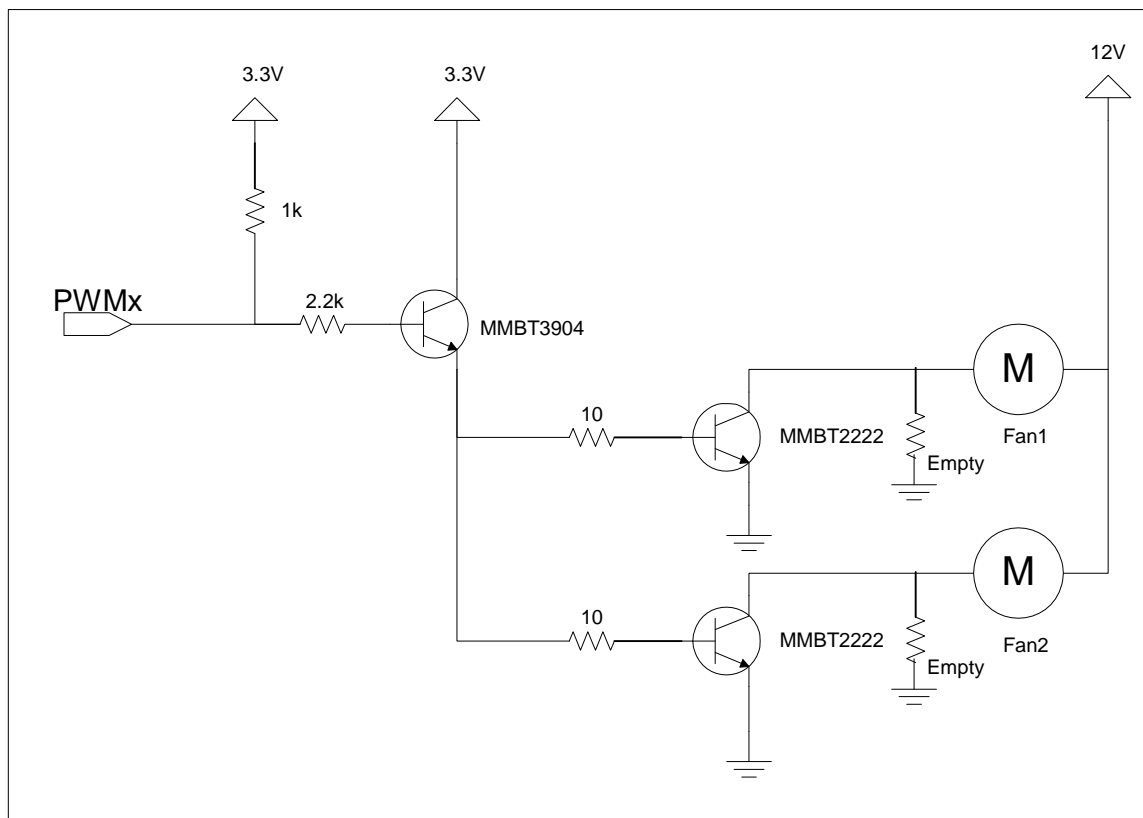 12V
3.3V
3.3V
1k
PWMx
2.2k
MMBT3904
M
10
MMBT2222
Fan1
Empty
M
10
MMBT2222
Fan2
Empty